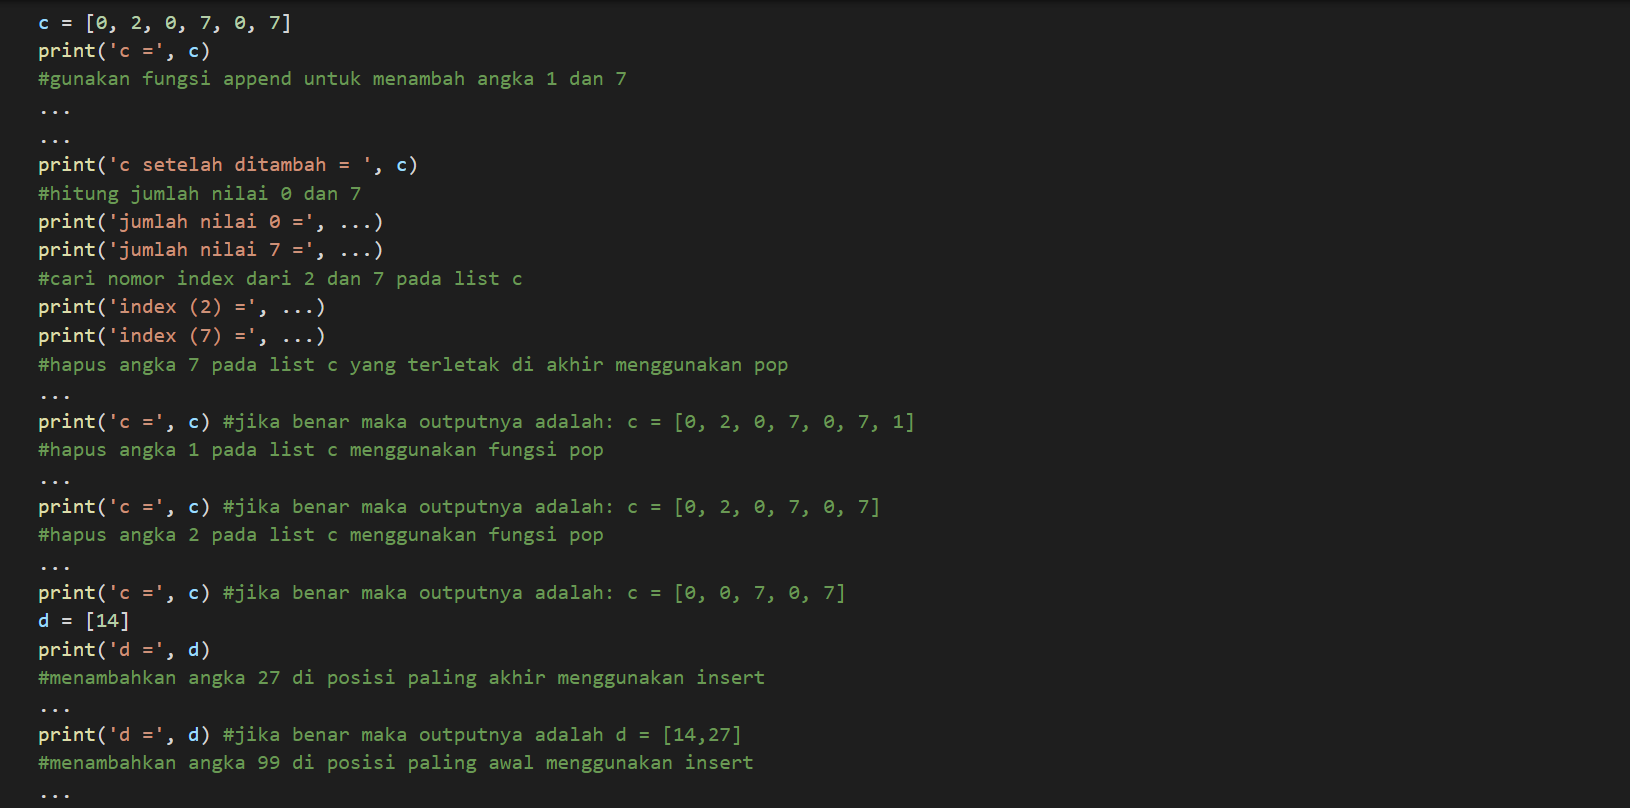 c = [0, 2, 0, 7, 0, 7]
print('c =', c)
#gunakan fungsi append untuk menambah angka 1 dan 7
...
...
print('c setelah ditambah = ', c)
#hitung jumlah nilai 0 dan 7
print('jumlah nilai 0 =', ...)
print('jumlah nilai 7 =', ...)
#cari nomor index dari 2 dan 7 pada list c
print('index (2) =', ...)
print('index (7) =', ...)
#hapus angka 7 pada list c yang terletak di akhir menggunakan pop
...
print('c =', c) #jika benar maka outputnya adalah: c = [0, 2, 0, 7, 0, 7, 1]
#hapus angka 1 pada list c menggunakan fungsi pop
...
print('c =', c) #jika benar maka outputnya adalah: c = [0, 2, 0, 7, 0, 7]
#hapus angka 2 pada list c menggunakan fungsi pop
...
print('c =', c) #jika benar maka outputnya adalah: c = [0, 0, 7, 0, 7]
d = [14]
print('d =', d)
#menambahkan angka 27 di posisi paling akhir menggunakan insert
...
print('d =', d) #jika benar maka outputnya adalah d = [14,27]
#menambahkan angka 99 di posisi paling awal menggunakan insert
...